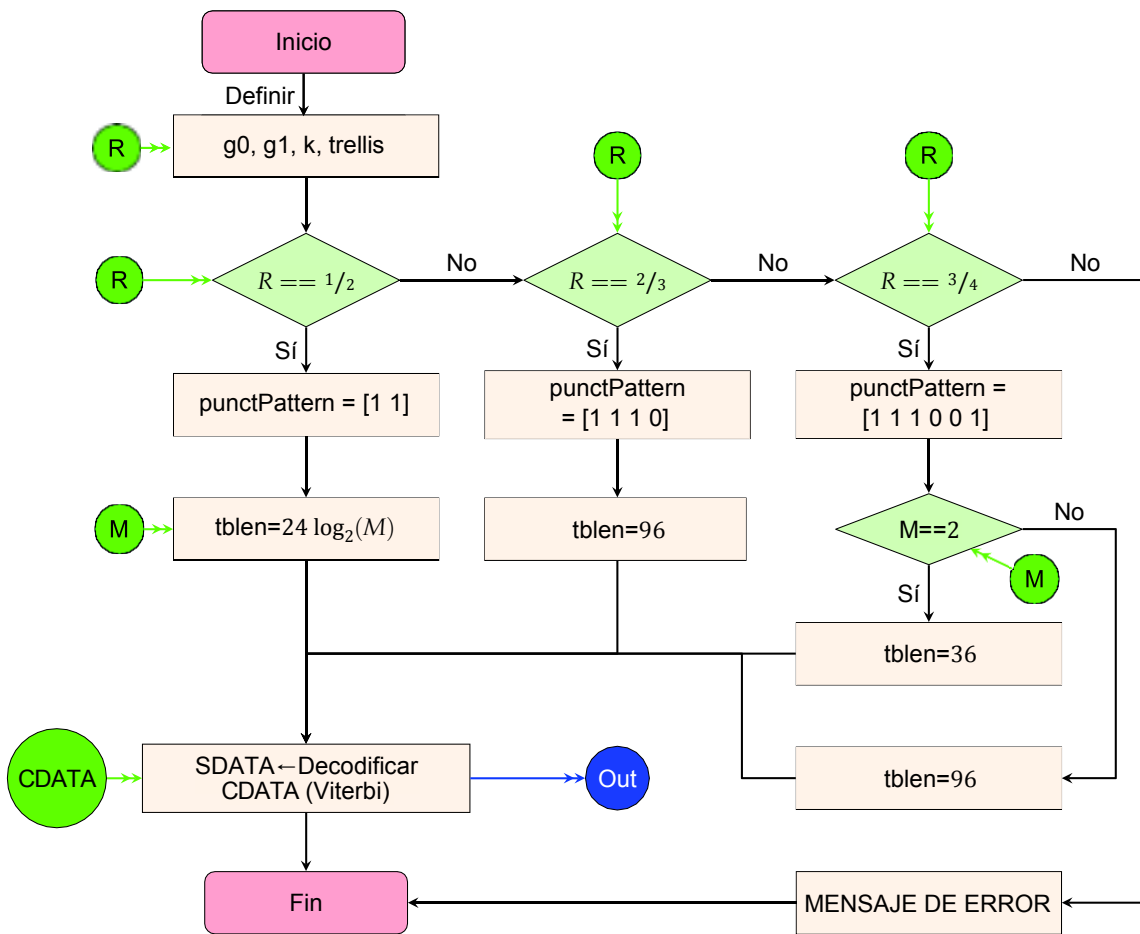 Inicio
Definir
R
g0, g1, k, trellis
R
R
R
R == 1/2
No
R == 2/3
No
R == 3/4
No
Sí
Sí
Sí
punctPattern = [1 1]
punctPattern
= [1 1 1 0]
punctPattern =
[1 1 1 0 0 1]
M
tblen=24 log₂(M)
tblen=96
M==2
No
M
Sí
tblen=36
CDATA
SDATA←Decodificar
CDATA (Viterbi)
Out
tblen=96
Fin
MENSAJE DE ERROR